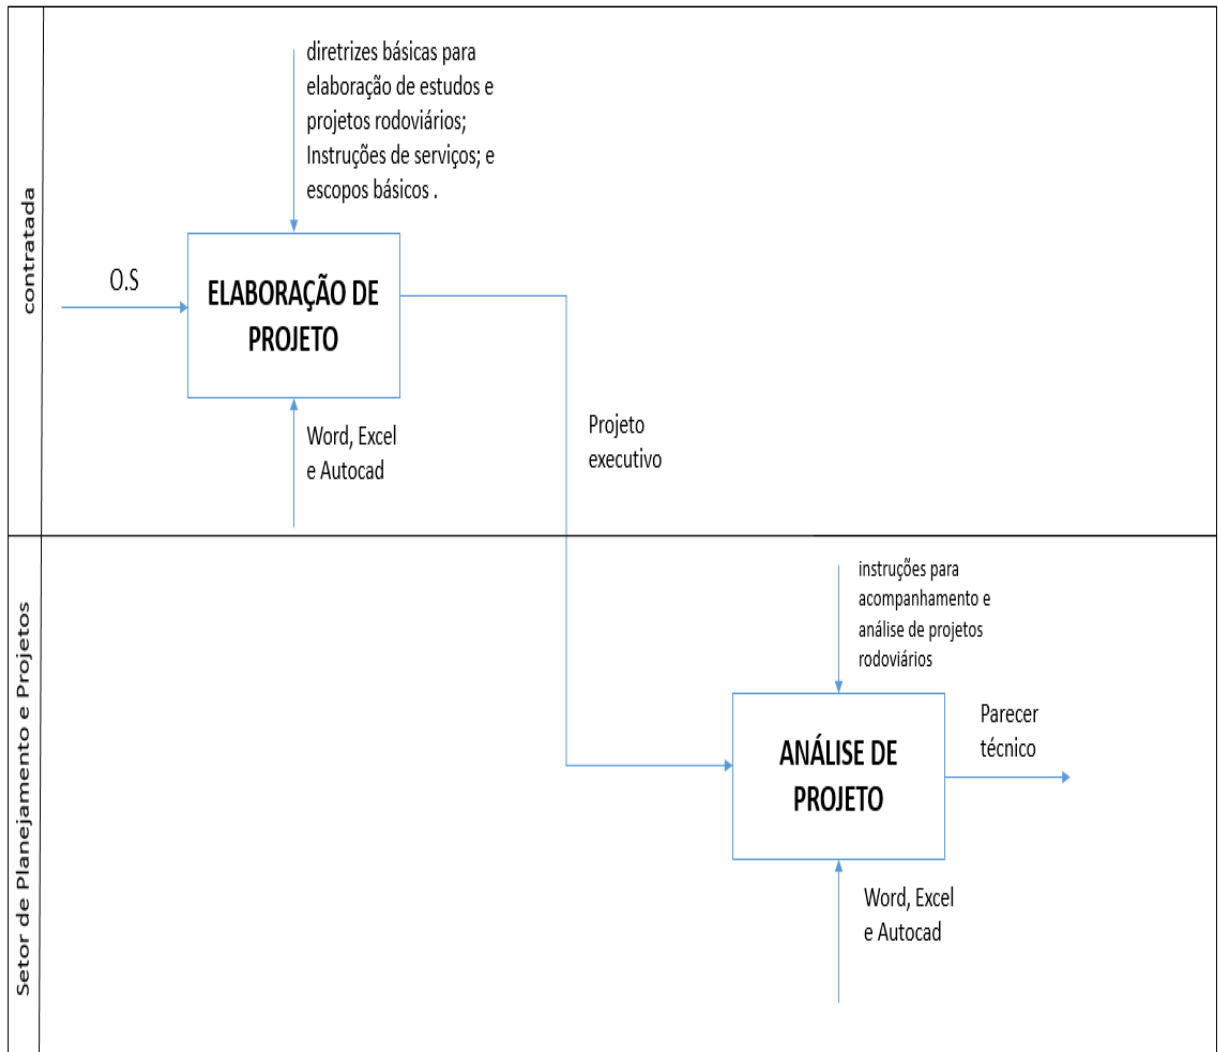 contratada
diretrizes básicas para
elaboração de estudos e
projetos rodoviários;
Instruções de serviços; e
escopos básicos .
O.S
ELABORAÇÃO DE
PROJETO
Word, Excel
e Autocad
Projeto
executivo
Setor de Planejamento e Projetos
instruções para
acompanhamento e
análise de projetos
rodoviários
ANÁLISE DE
PROJETO
Parecer
técnico
Word, Excel
e Autocad